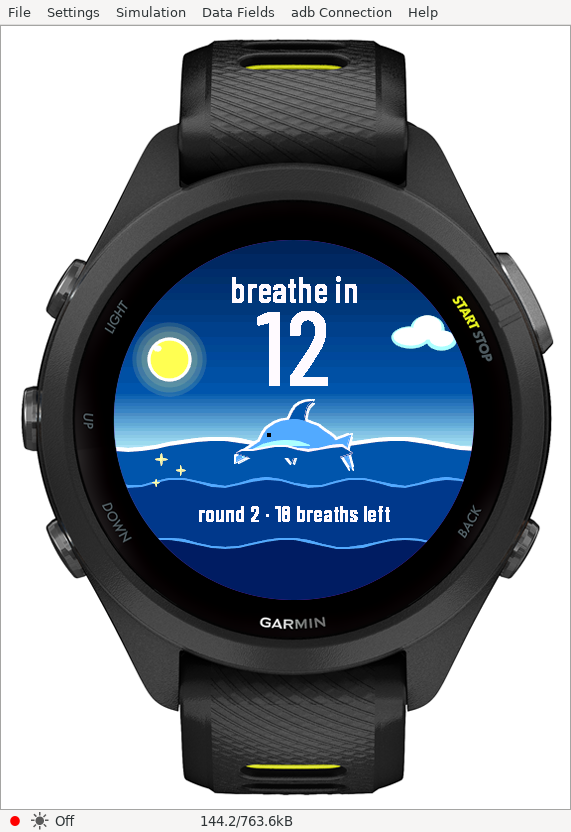 File Settings Simulation Data Fields adb Connection Help
LIGHT
START STOP
UP
DOWN
BACK
breathe in
12
round 2 · 18 breaths left
GARMIN
Off 144.2/763.6kB